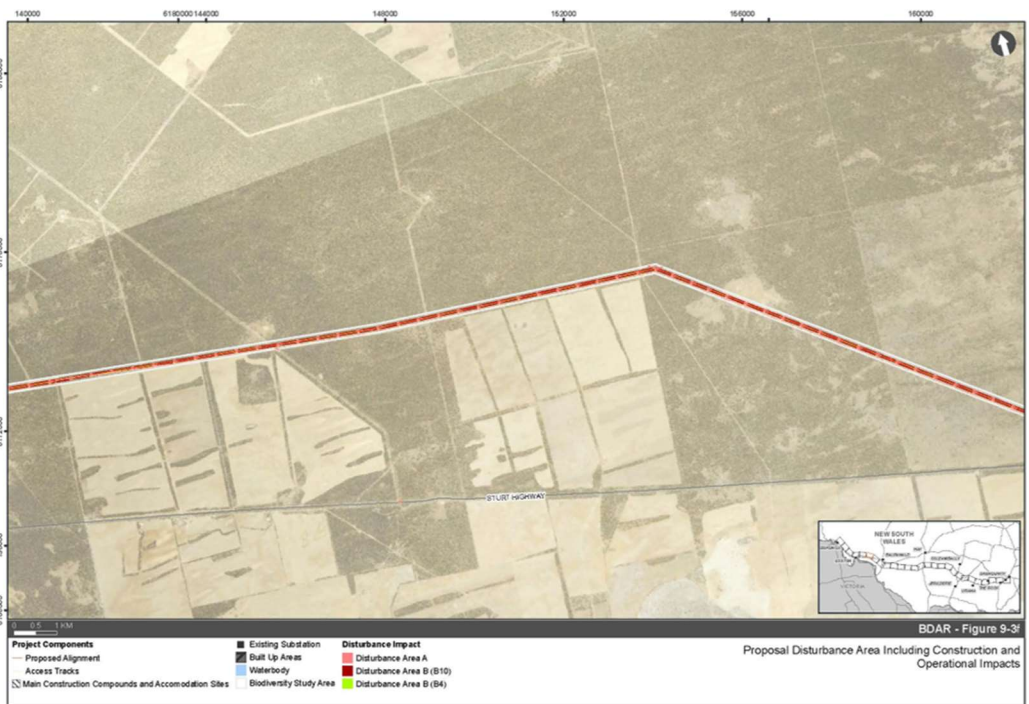 140000
6180000144000
148000
152000
156000
160000
STURT HIGHWAY
NEW SOUTH
WALES
VICTORIA
0 0.5 1 KM
BDAR - Figure 9-3f
Proposal Disturbance Area Including Construction and
Operational Impacts
Project Components
Proposed Alignment
Access Tracks
Main Construction Compounds and Accomodation Sites
Existing Substation
Built Up Areas
Waterbody
Biodiversity Study Area
Disturbance Impact
Disturbance Area A
Disturbance Area B (B10)
Disturbance Area B (B4)